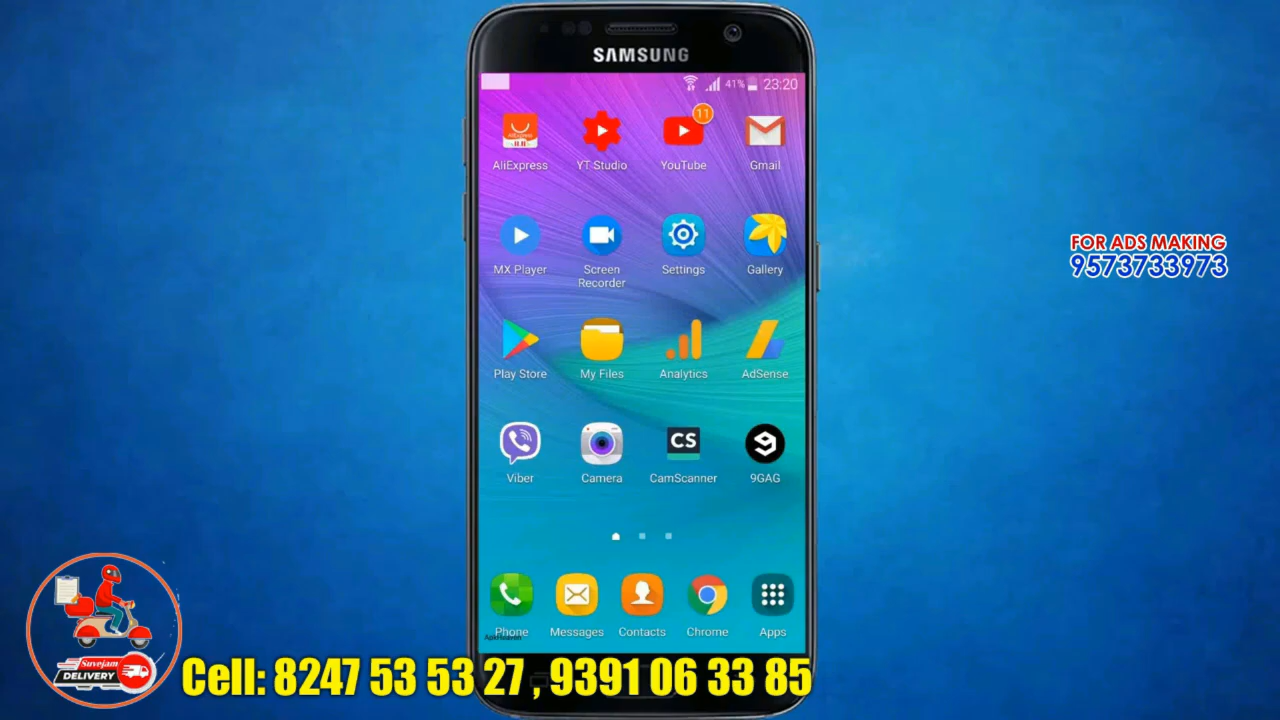 SAMSUNG
41% 23:20
11
AliExpress YT Studio YouTube Gmail
MX Player Screen Recorder Settings Gallery
Play Store My Files Analytics AdSense
CS
Viber Camera CamScanner 9GAG
Phone Messages Contacts Chrome Apps
FOR ADS MAKING
9573733973
Suvejam
DELIVERY
Cell: 8247 53 53 27 , 9391 06 33 85